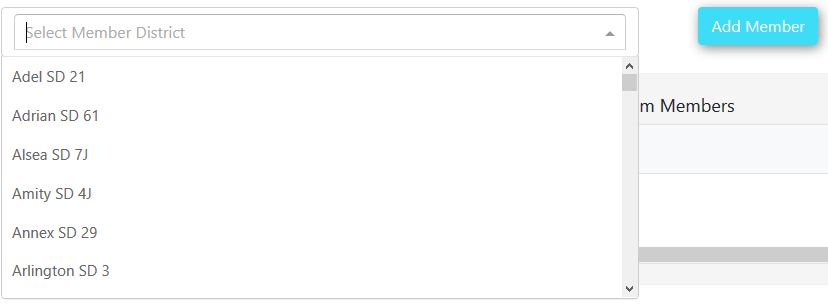 Select Member District
Add Member
Adel SD 21
m Members
Adrian SD 61
Alsea SD 7J
Amity SD 4J
Annex SD 29
Arlington SD 3